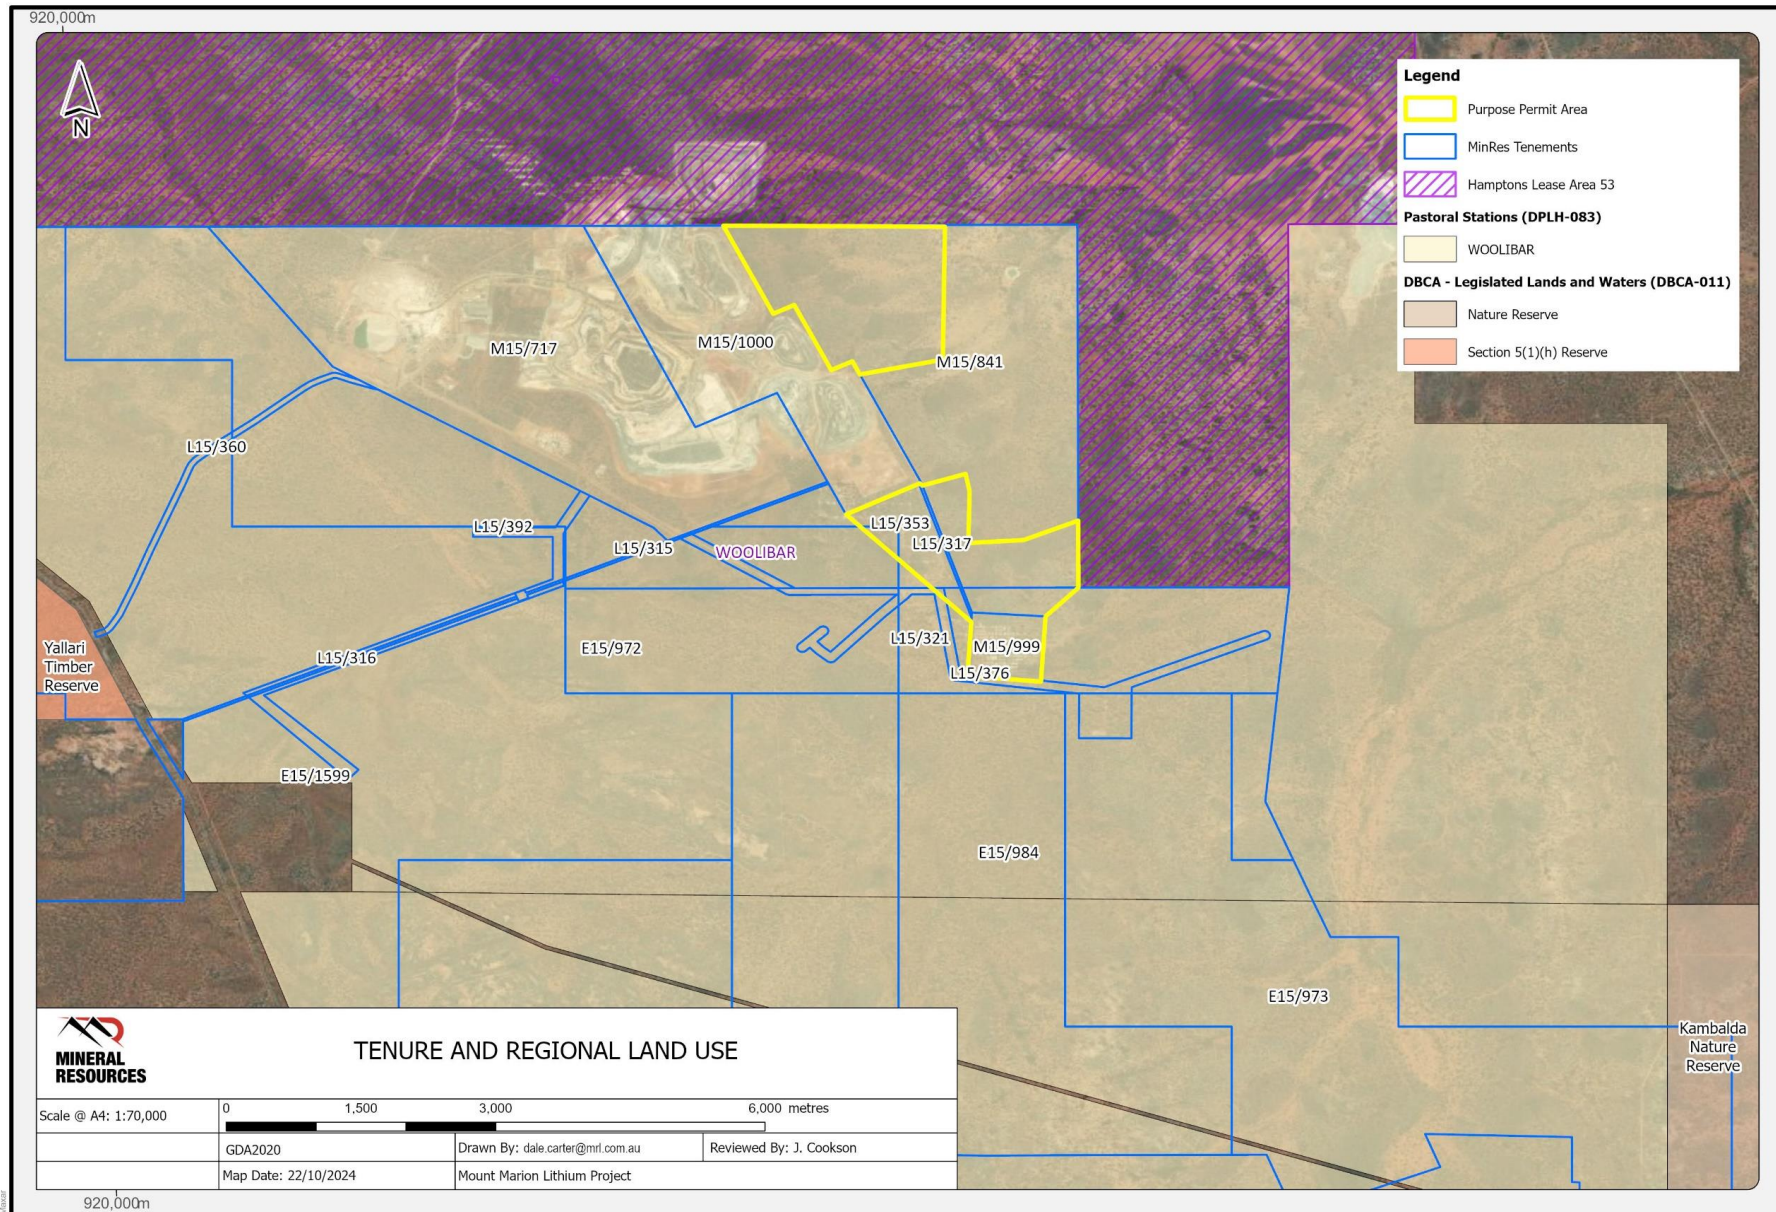 920,000m
N
Legend
Purpose Permit Area
MinRes Tenements
Hamptons Lease Area 53
Pastoral Stations (DPLH-083)
WOOLIBAR
DBCA - Legislated Lands and Waters (DBCA-011)
Nature Reserve
Section 5(1)(h) Reserve
M15/717
M15/1000
M15/841
L15/360
L15/392
L15/353
L15/315
L15/317
WOOLIBAR
L15/321
E15/972
M15/999
L15/316
L15/376
Yallari
Timber
Reserve
E15/1599
E15/984
E15/973
Kambalda
Nature
Reserve
MINERAL
RESOURCES
TENURE AND REGIONAL LAND USE
Scale @ A4: 1:70,000
0 1,500 3,000 6,000 metres
GDA2020
Drawn By: dale.carter@mrl.com.au
Reviewed By: J. Cookson
Map Date: 22/10/2024
Mount Marion Lithium Project
920,000m
Maxar